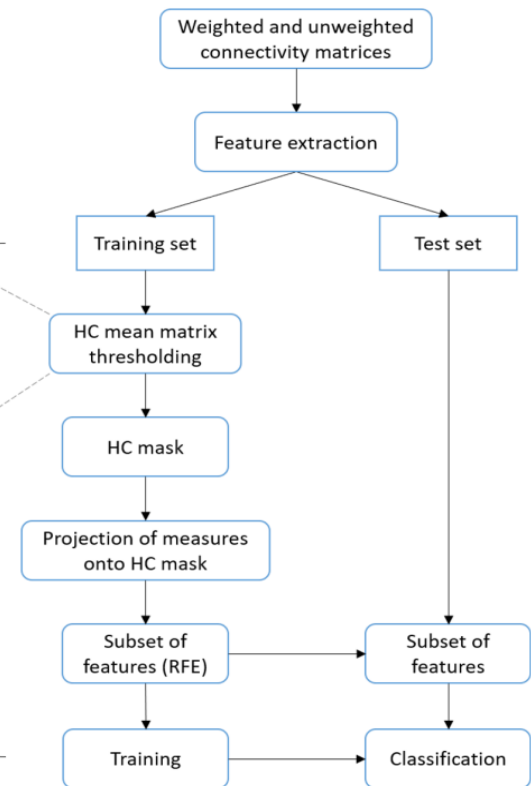 Weighted and unweighted
connectivity matrices
Feature extraction
Training set
Test set
HC mean matrix
thresholding
HC mask
Projection of measures
onto HC mask
Subset of
features (RFE)
Subset of
features
Training
Classification